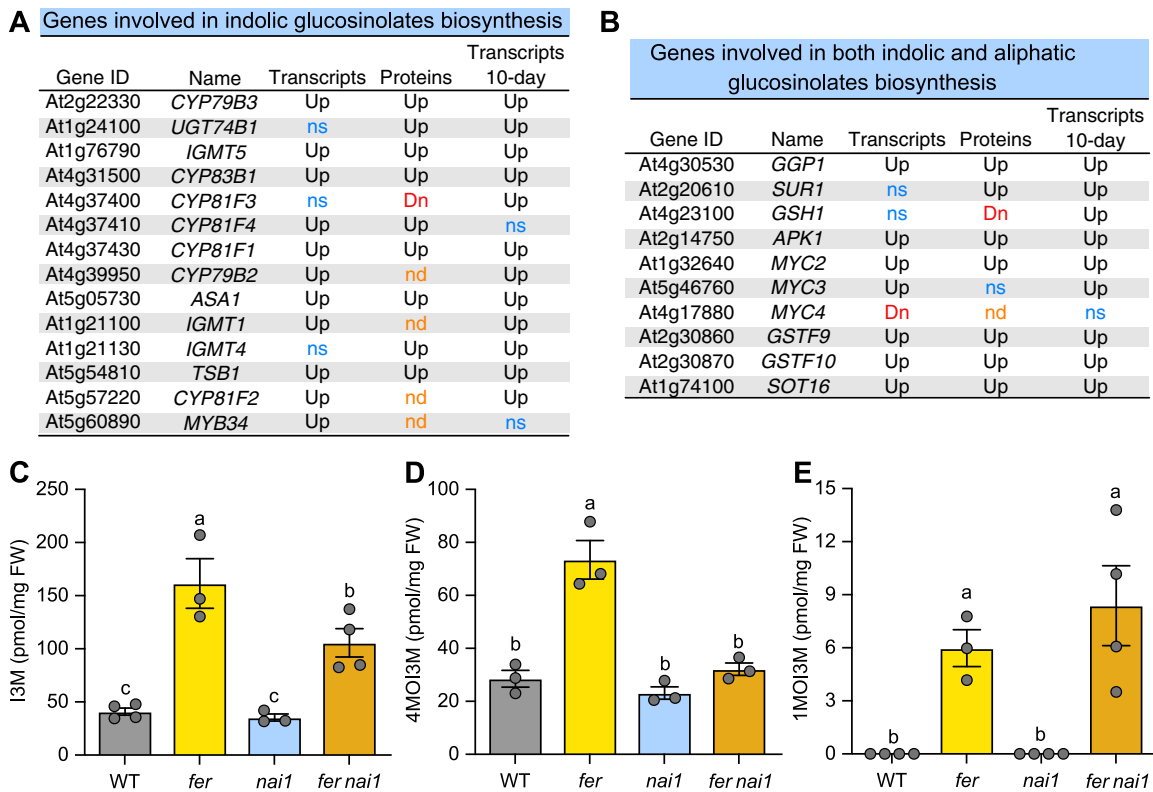 A
Genes involved in indolic glucosinolates biosynthesis
Transcripts
Gene ID Name Transcripts Proteins 10-day
At2g22330 CYP79B3 Up Up Up
At1g24100 UGT74B1 ns Up Up
At1g76790 IGMT5 Up Up Up
At4g31500 CYP83B1 Up Up Up
At4g37400 CYP81F3 ns Dn Up
At4g37410 CYP81F4 Up Up ns
At4g37430 CYP81F1 Up Up Up
At4g39950 CYP79B2 Up nd Up
At5g05730 ASA1 Up Up Up
At1g21100 IGMT1 Up nd Up
At1g21130 IGMT4 ns Up Up
At5g54810 TSB1 Up Up Up
At5g57220 CYP81F2 Up nd Up
At5g60890 MYB34 Up nd ns
B
Genes involved in both indolic and aliphatic
glucosinolates biosynthesis
Transcripts
Gene ID Name Transcripts Proteins 10-day
At4g30530 GGP1 Up Up Up
At2g20610 SUR1 ns Up Up
At4g23100 GSH1 ns Dn Up
At2g14750 APK1 Up Up Up
At1g32640 MYC2 Up Up Up
At5g46760 MYC3 Up ns Up
At4g17880 MYC4 Dn nd ns
At2g30860 GSTF9 Up Up Up
At2g30870 GSTF10 Up Up Up
At1g74100 SOT16 Up Up Up
C
I3M (pmol/mg FW)
250
200
150
100
50
0
c
a
c
b
WT fer nai1 fer nai1
D
4MOI3M (pmol/mg FW)
100
80
60
40
20
0
b
a
b
b
WT fer nai1 fer nai1
E
1MOI3M (pmol/mg FW)
15
12
9
6
3
0
b
a
b
a
WT fer nai1 fer nai1